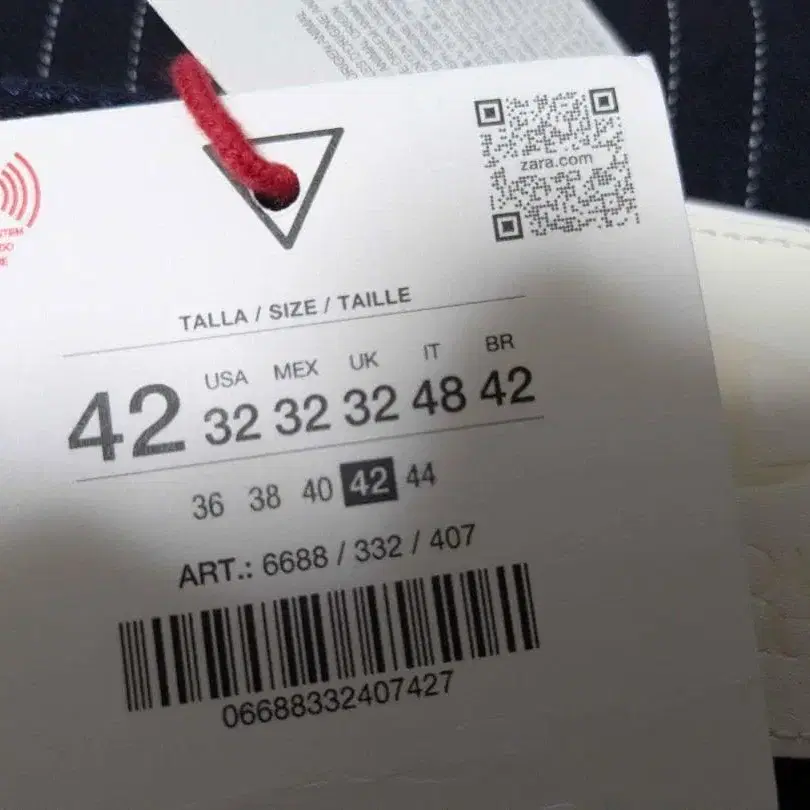 zara.com
TALLA / SIZE / TAILLE
USA MEX UK IT BR
42 32 32 32 48 42
36 38 40 42 44
ART.: 6688 / 332 / 407
06688332407427